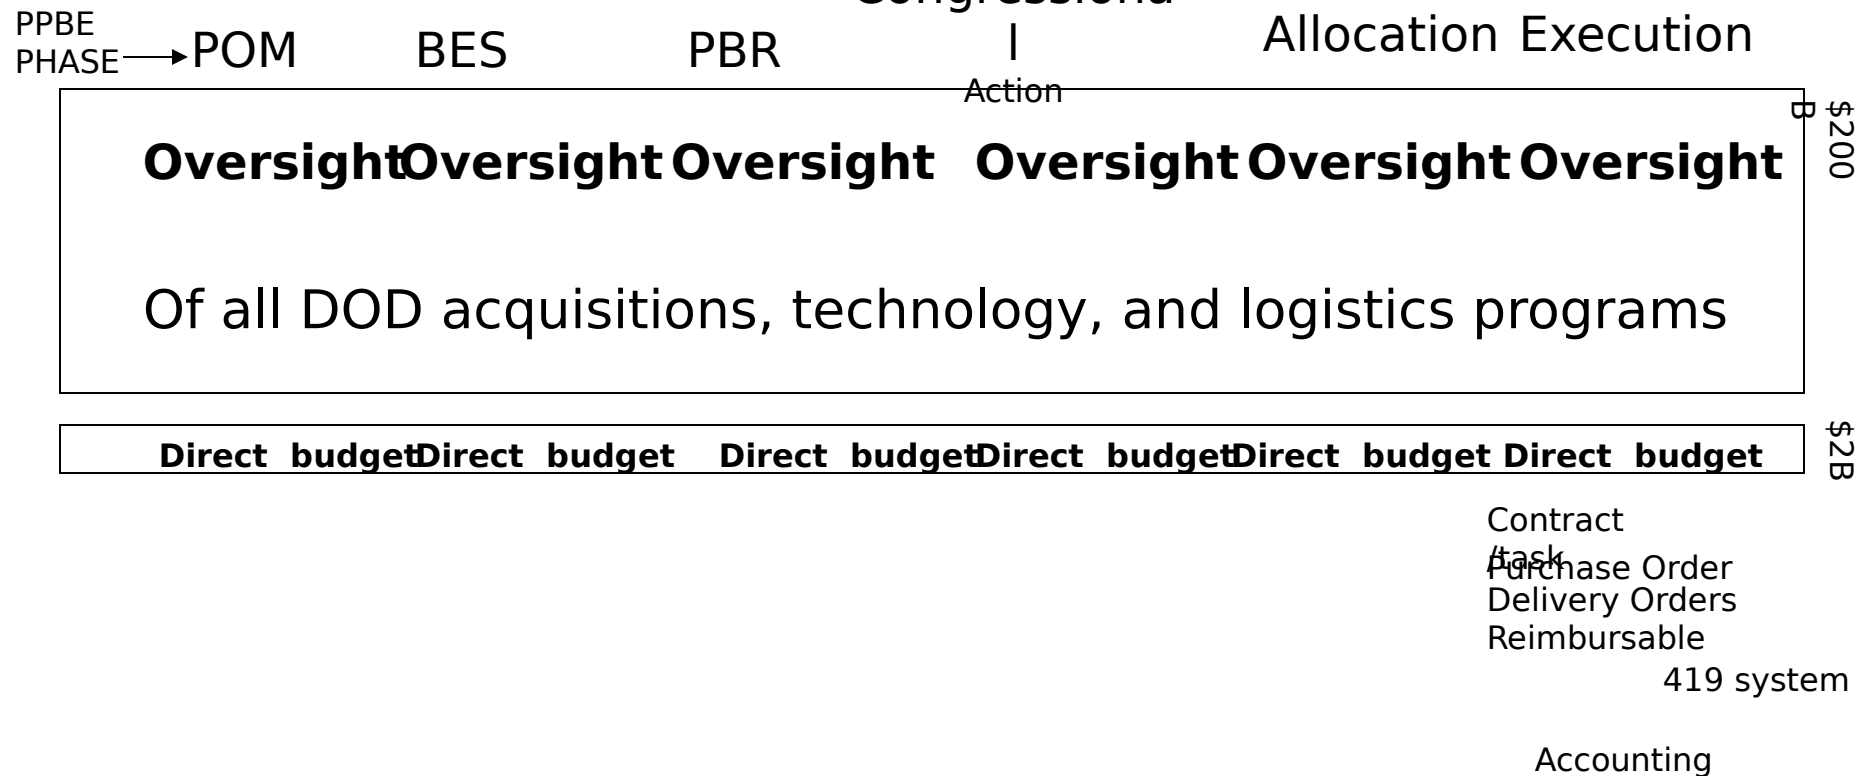 Congressiona
l
Action
PPBE
PHASE
POM
BES
PBR
Allocation
Execution
Oversight Oversight Oversight Oversight Oversight Oversight
$200
B
Of all DOD acquisitions, technology, and logistics programs
Direct budget Direct budget Direct budget Direct budget Direct budget Direct budget
$2B
Contract
/task
Purchase Order
Delivery Orders
Reimbursable
419 system
Accounting